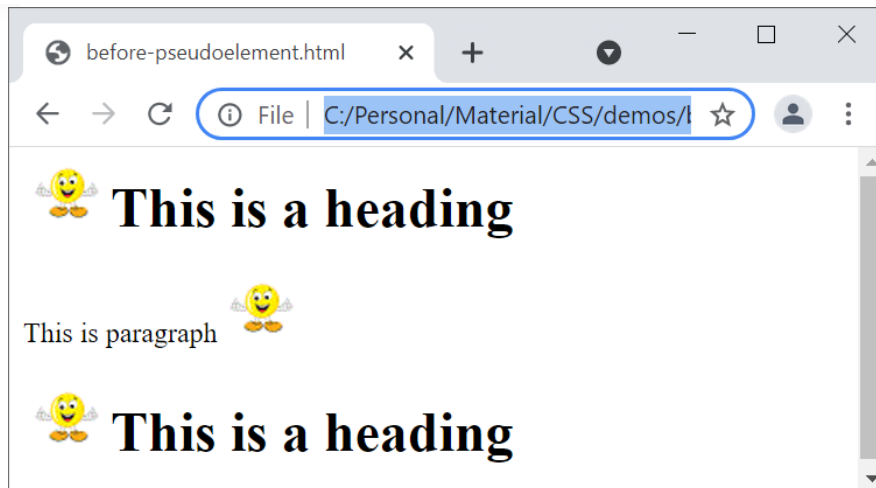 before-pseudoelement.html
File C:/Personal/Material/CSS/demos/b
This is a heading
This is paragraph
This is a heading